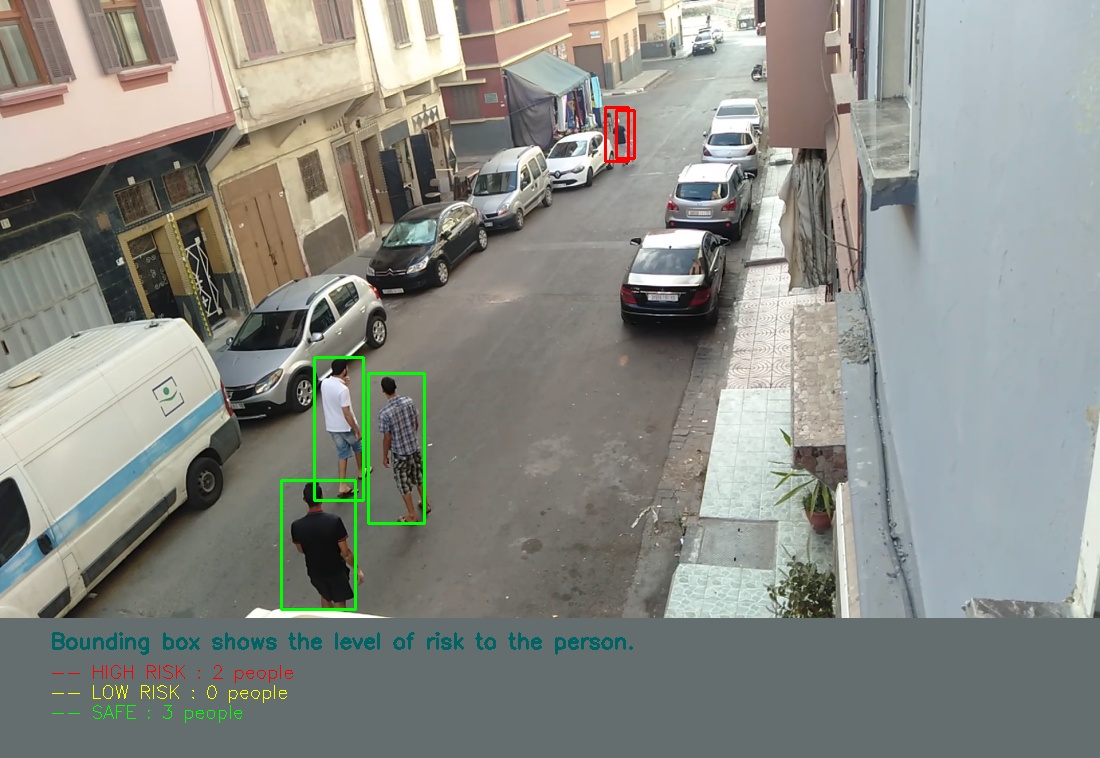 Bounding box shows the level of risk to the person.
-- HIGH RISK : 2 people
-- LOW RISK : 0 people
-- SAFE : 3 people